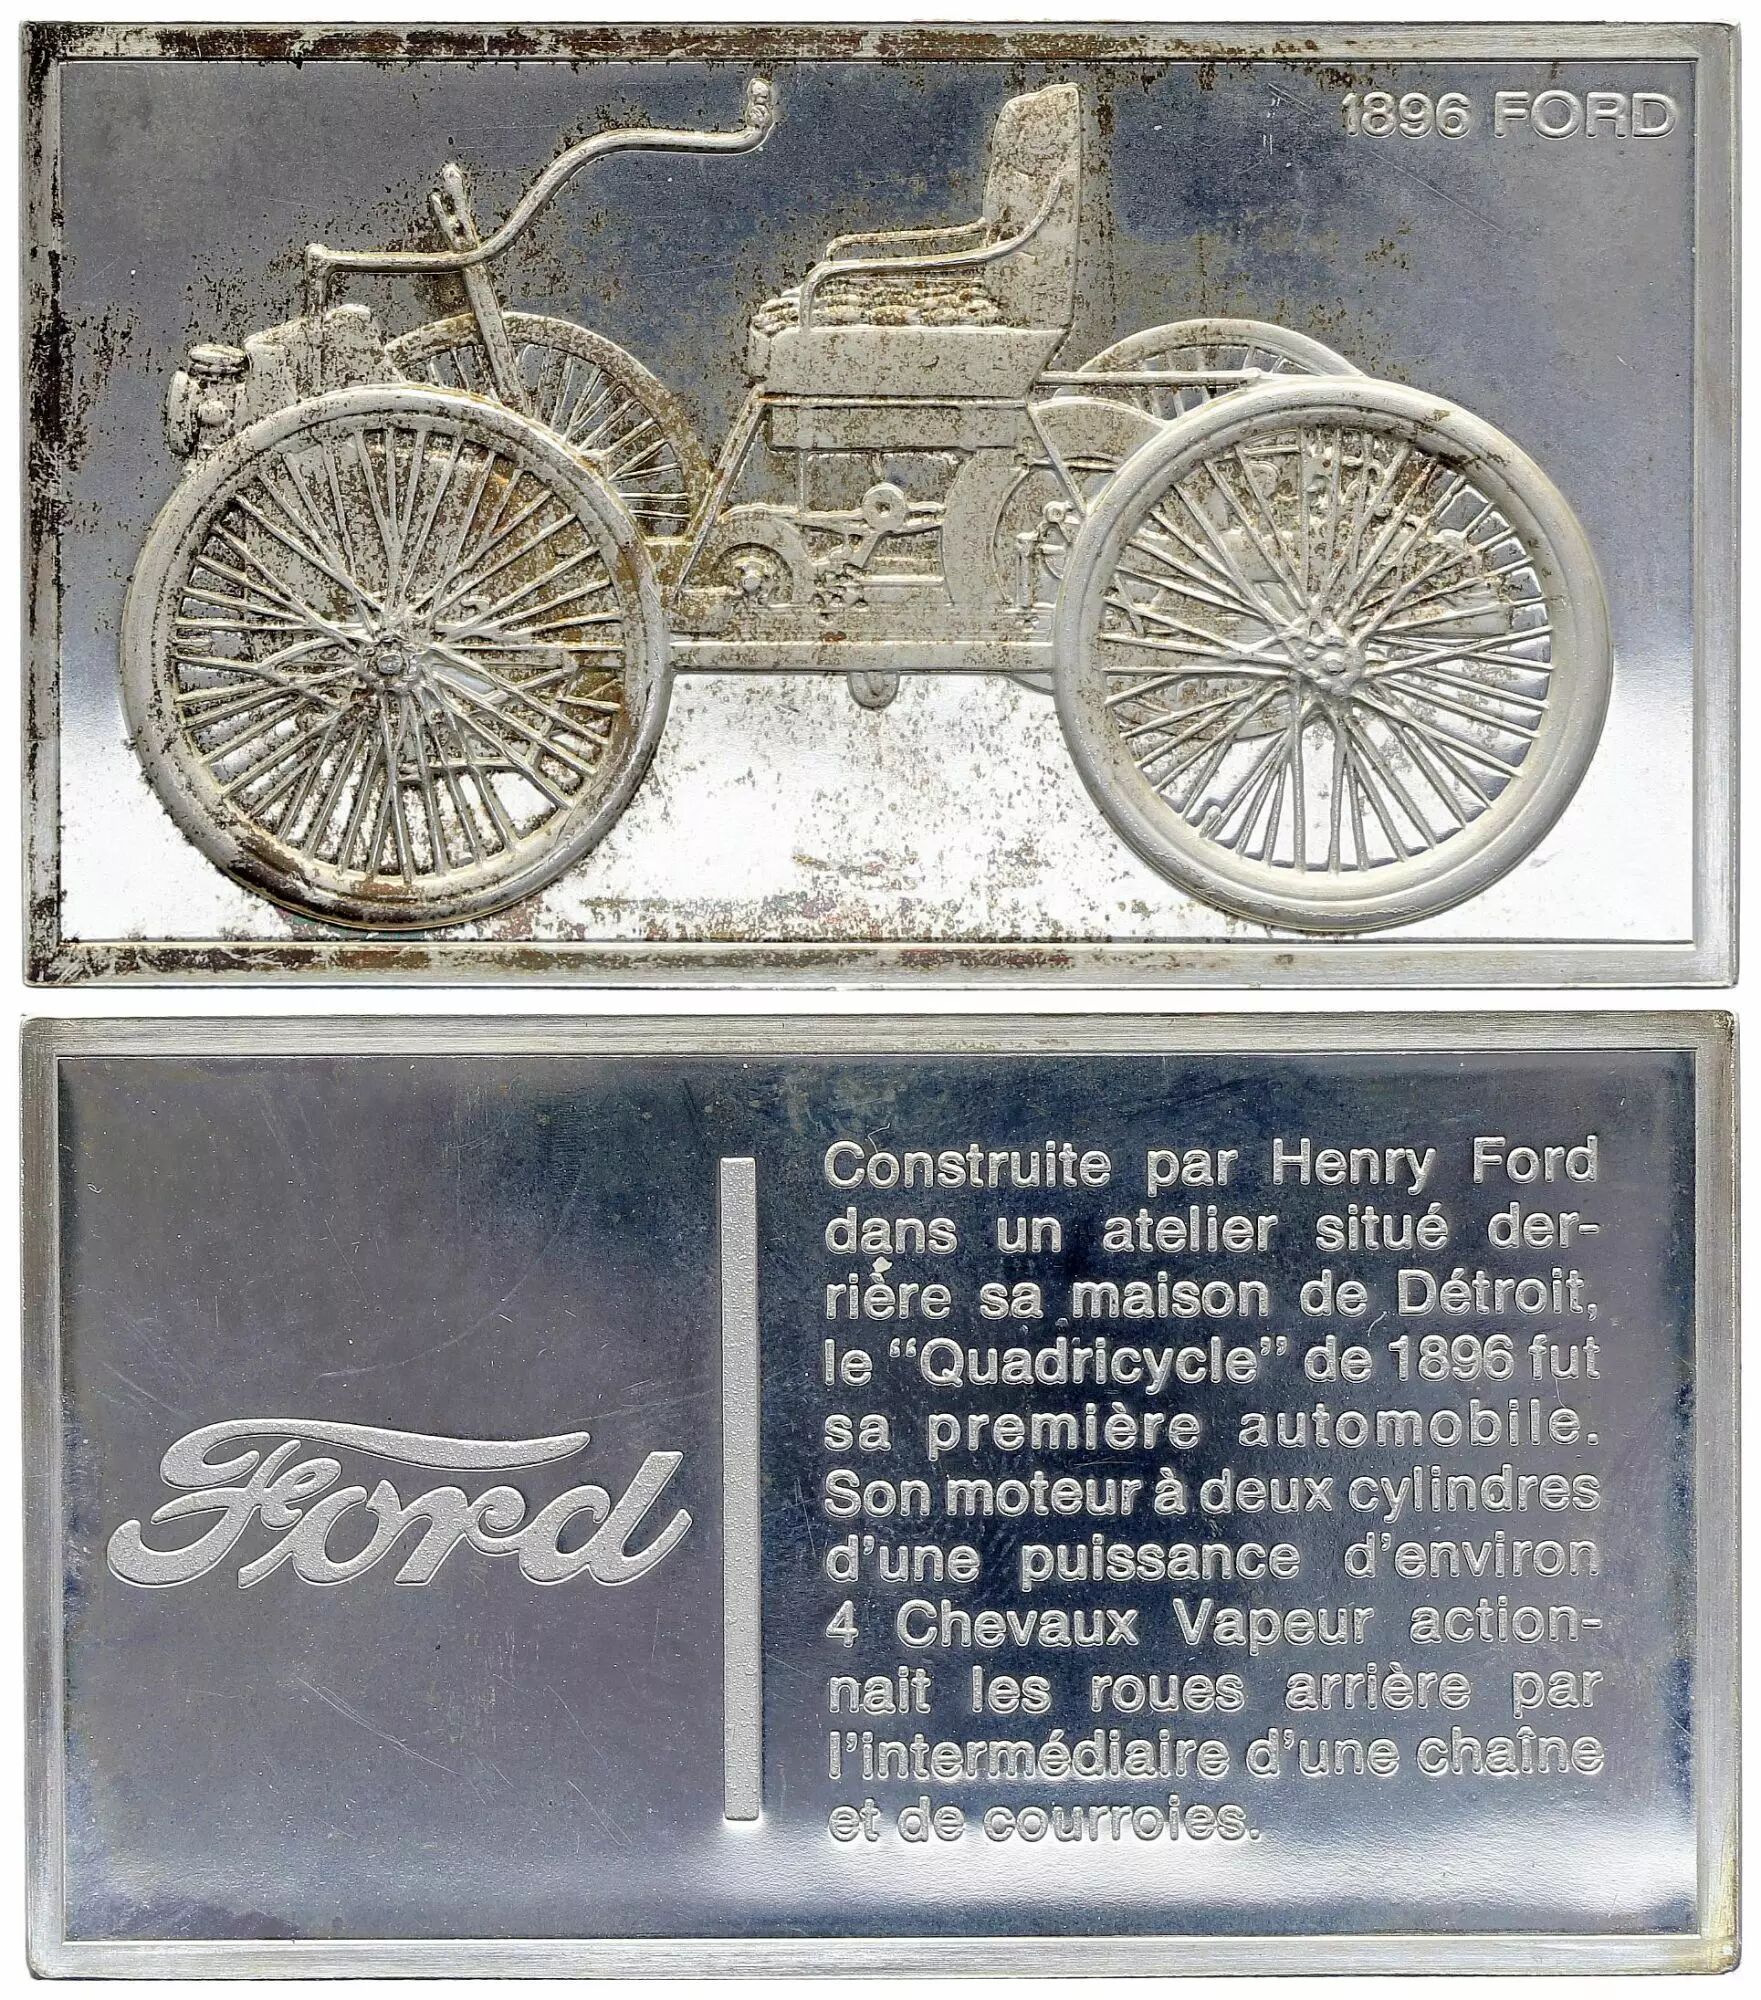 1896 FORD
Ford
Construite par Henry Ford
dans un atelier situé der-
rière sa maison de Détroit,
le “Quadricycle” de 1896 fut
sa première automobile.
Son moteur à deux cylindres
d'une puissance d'environ
4 Chevaux Vapeur action-
nait les roues arrière par
l'intermédiaire d'une chaîne
et de courroies.